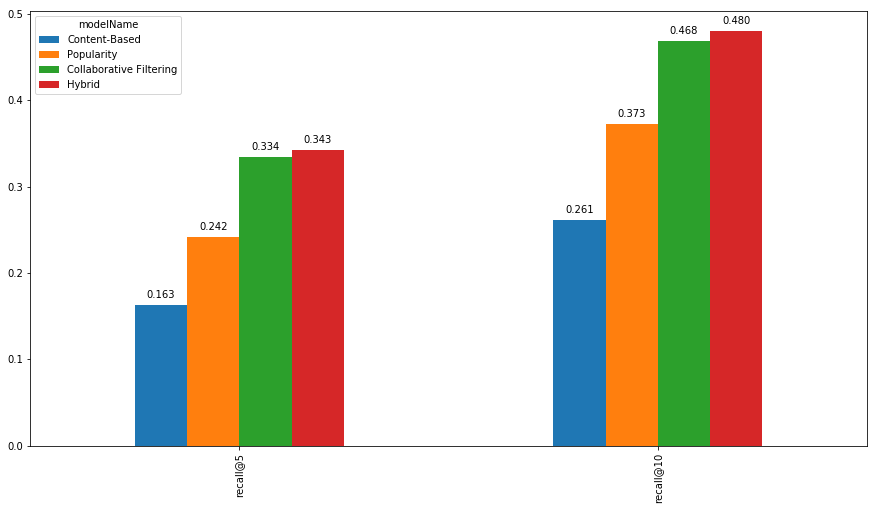 modelName
Content-Based
Popularity
Collaborative Filtering
Hybrid
0.5
0.4
0.3
0.2
0.1
0.0
0.163
0.242
0.334
0.343
0.261
0.373
0.468
0.480
recall@5
recall@10